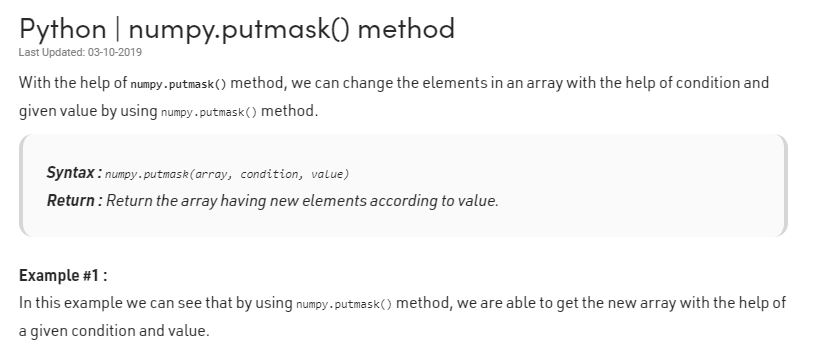 Python | numpy.putmask() method
Last Updated: 03-10-2019
With the help of numpy.putmask() method, we can change the elements in an array with the help of condition and
given value by using numpy.putmask() method.
Syntax : numpy.putmask(array, condition, value)
Return : Return the array having new elements according to value.
Example #1 :
In this example we can see that by using numpy.putmask() method, we are able to get the new array with the help of
a given condition and value.